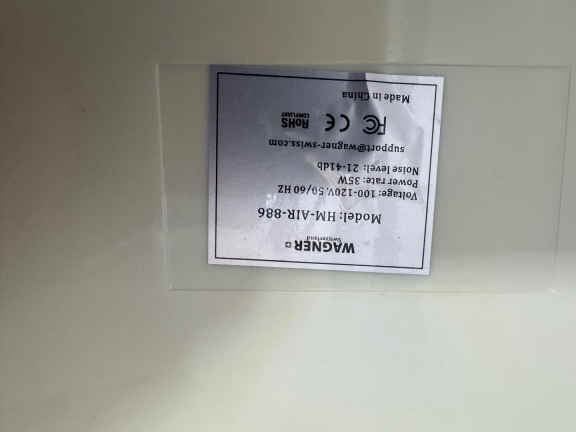 WAGNER
Switzerland
Model: HM-AIR-886
Voltage: 100-120V, 50/60 HZ
Power rate: 35W
Noise level: 21-41db
support@wagner-swiss.com
FC CE RoHS
COMPLIANT
Made in China